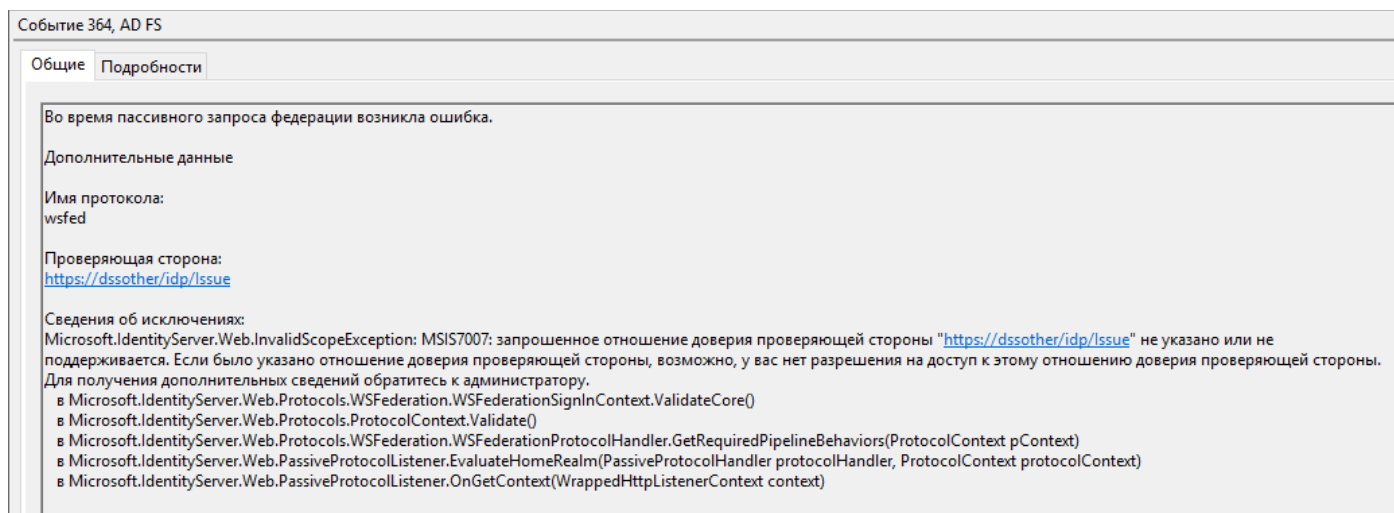 Событие 364, AD FS
Общие Подробности
Во время пассивного запроса федерации возникла ошибка.
Дополнительные данные
Имя протокола:
wsfed
Проверяющая сторона:
https://dssother/idp/Issue
Сведения об исключениях:
Microsoft.IdentityServer.Web.InvalidScopeException: MSIS7007: запрошенное отношение доверия проверяющей стороны "https://dssother/idp/Issue" не указано или не
поддерживается. Если было указано отношение доверия проверяющей стороны, возможно, у вас нет разрешения на доступ к этому отношению доверия проверяющей стороны.
Для получения дополнительных сведений обратитесь к администратору.
в Microsoft.IdentityServer.Web.Protocols.WSFederation.WSFederationSignInContext.ValidateCore()
в Microsoft.IdentityServer.Web.Protocols.ProtocolContext.Validate()
в Microsoft.IdentityServer.Web.Protocols.WSFederation.WSFederationProtocolHandler.GetRequiredPipelineBehaviors(ProtocolContext pContext)
в Microsoft.IdentityServer.Web.PassiveProtocolListener.EvaluateHomeRealm(PassiveProtocolHandler protocolHandler, ProtocolContext protocolContext)
в Microsoft.IdentityServer.Web.PassiveProtocolListener.OnGetContext(WrappedHttpListenerContext context)